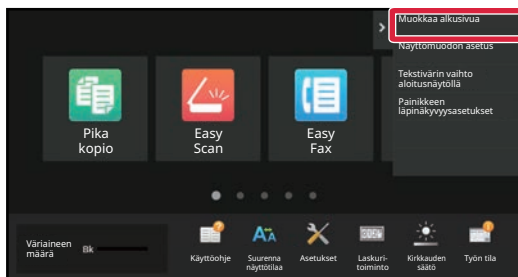 Muokkaa alkusivua
Näyttömuodon asetus
Tekstivärin vaihto
aloitusnäytöllä
Painikkeen
läpinäkyvyysasetukset
Pika
kopio
Easy
Scan
Easy
Fax
Väriaineen
määrä
Bk
Käyttöohje
Suurenna
näyttötilaa
Asetukset
Laskuri-
toiminto
Kirkkauden
säätö
Työn tila